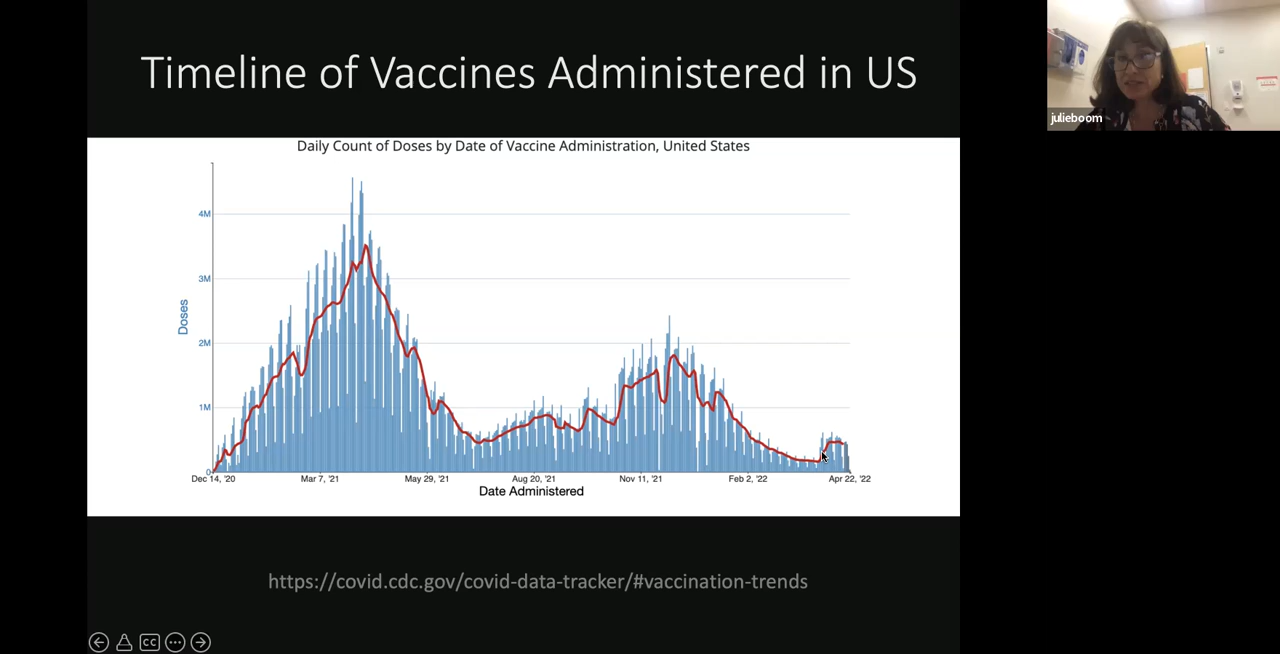 Timeline of Vaccines Administered in US
julieboom
Daily Count of Doses by Date of Vaccine Administration, United States
4M
3M
2M
1M
0
Doses
Dec 14, '20 Mar 7, '21 May 29, '21 Aug 20, '21 Nov 11, '21 Feb 2, '22 Apr 22, '22
Date Administered
https://covid.cdc.gov/covid-data-tracker/#vaccination-trends
CC